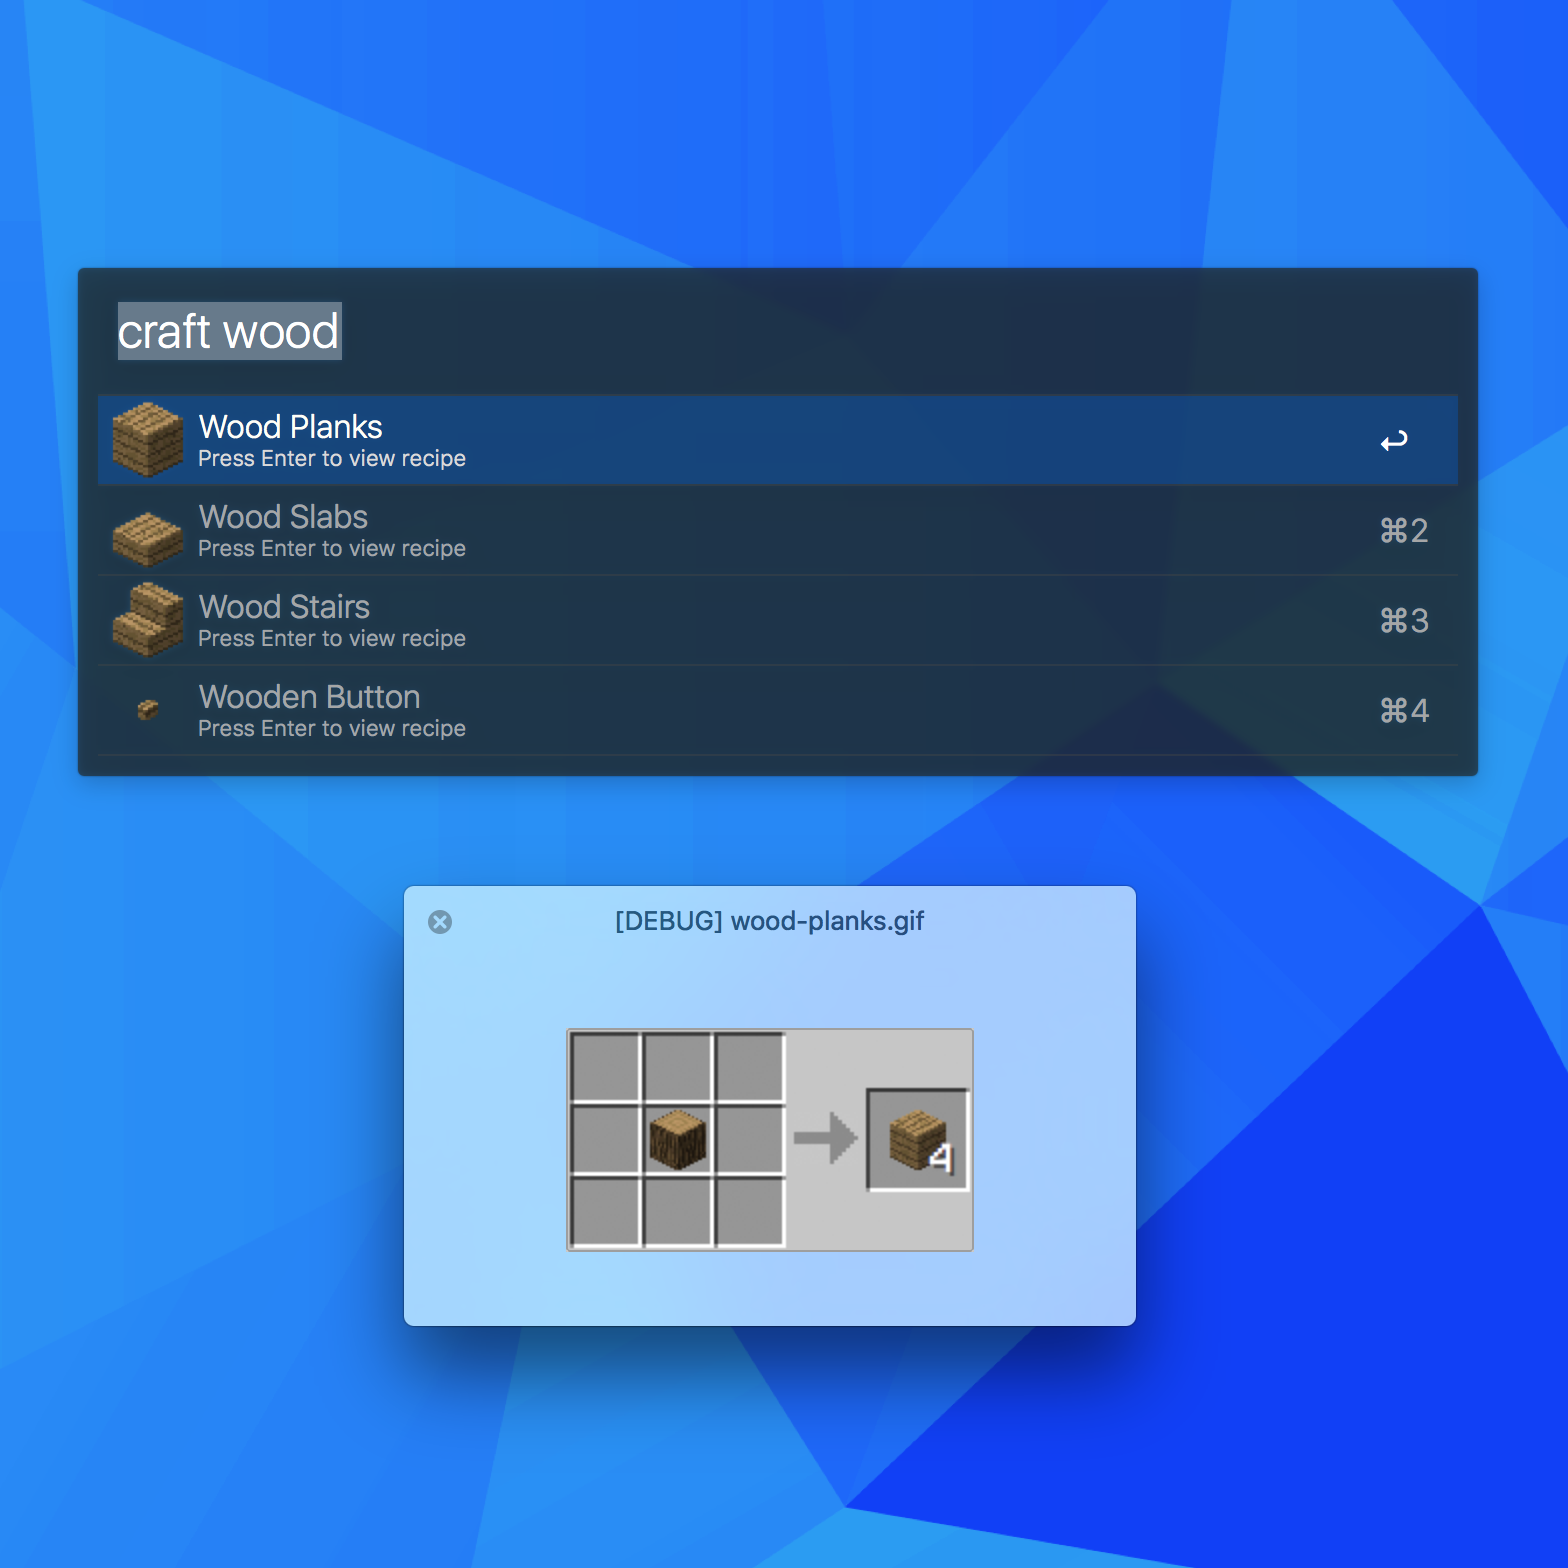 craft wood
Wood Planks
Press Enter to view recipe
Wood Slabs
Press Enter to view recipe
⌘2
Wood Stairs
Press Enter to view recipe
⌘3
Wooden Button
Press Enter to view recipe
⌘4
[DEBUG] wood-planks.gif
4